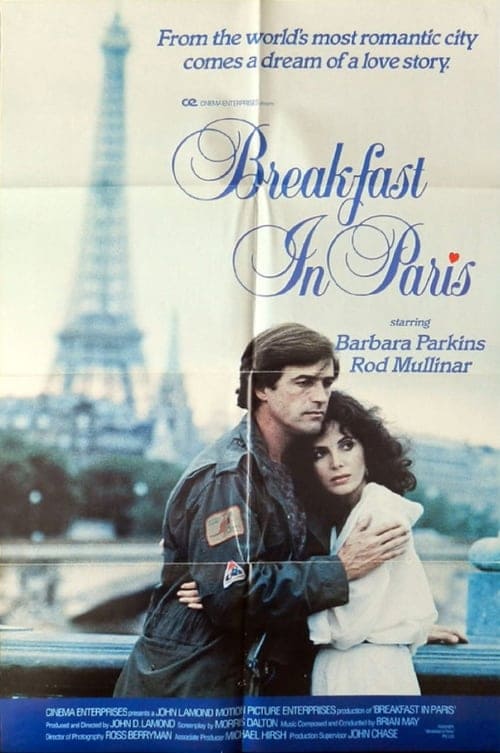 From the world's most romantic city
comes a dream of a love story.
CINEMA ENTERPRISES
Breakfast
In Paris
starring
Barbara Parkins
Rod Mullinar
CINEMA ENTERPRISES presents a JOHN LAMOND MOTION PICTURE ENTERPRISES production of 'BREAKFAST IN PARIS'
Produced and Directed by JOHN D. LAMOND Screenplay by MORRIS DALTON Music Composed and Conducted by BRIAN MAY
Director of Photography ROSS BERRYMAN Associate Producer MICHAEL HIRSH Production Supervisor JOHN CHASE